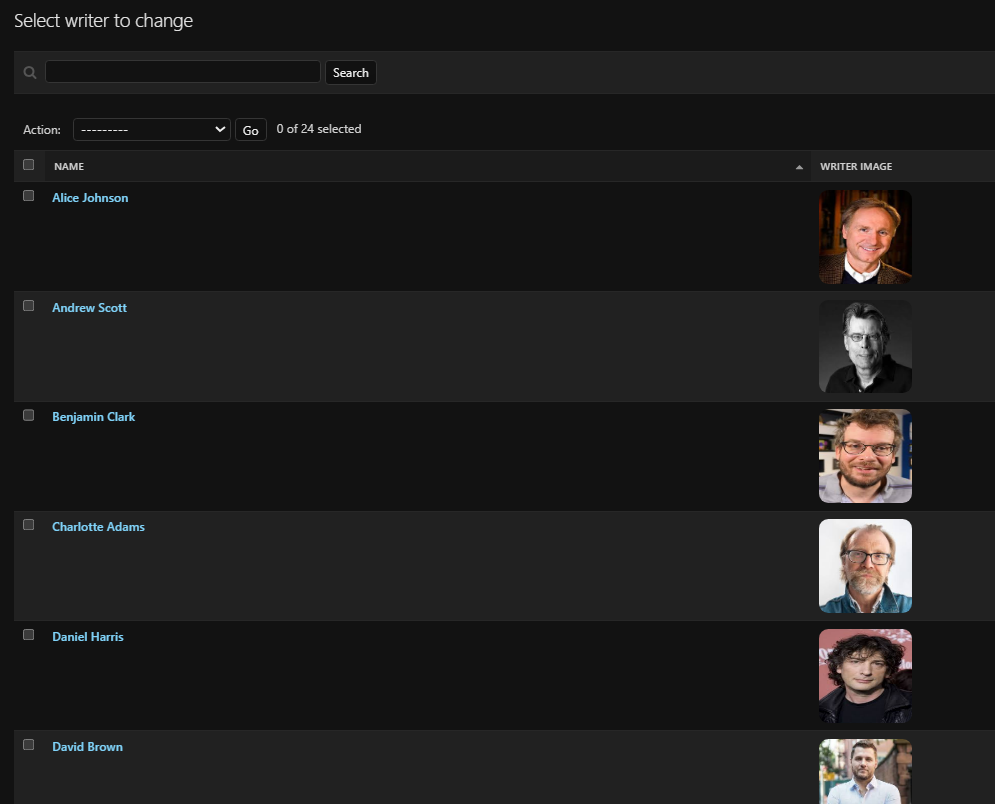 Select writer to change
Search
Action: --------- Go 0 of 24 selected
NAME WRITER IMAGE
Alice Johnson
Andrew Scott
Benjamin Clark
Charlotte Adams
Daniel Harris
David Brown